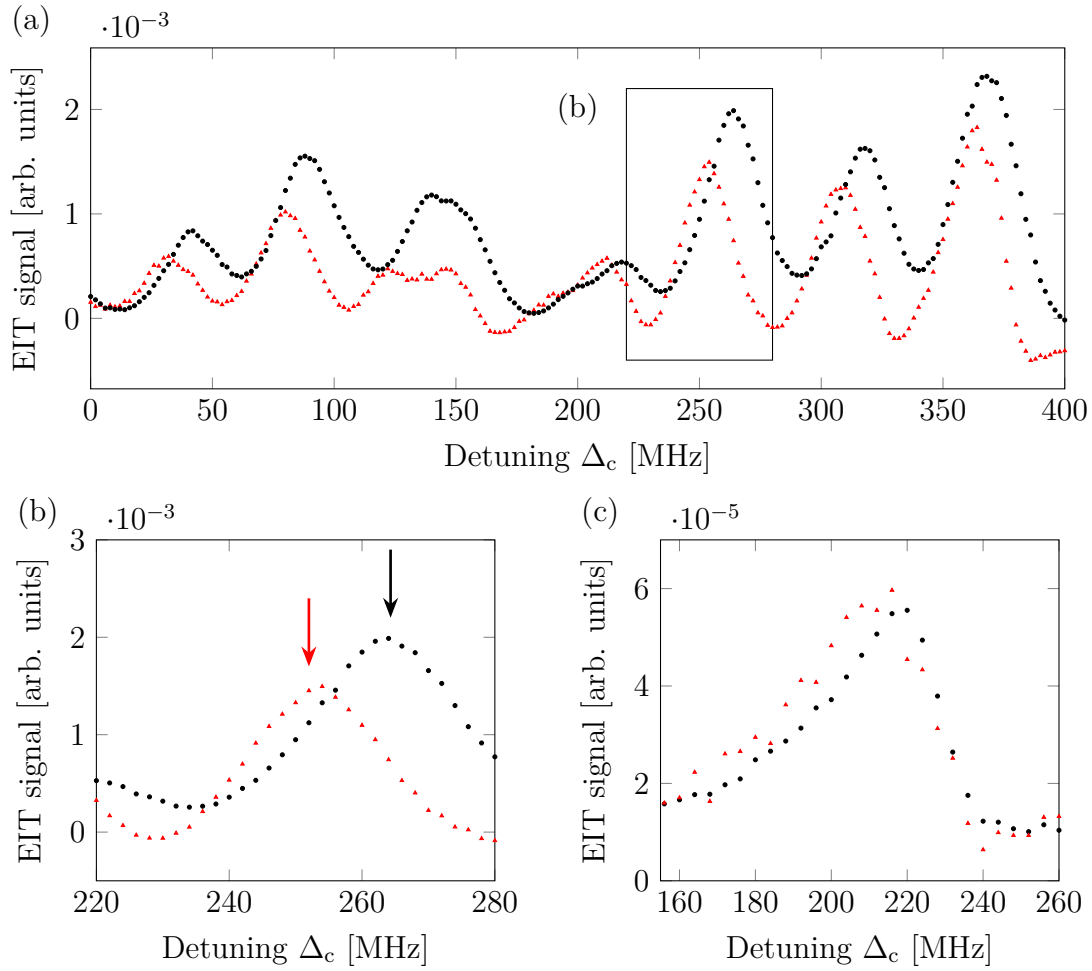 (a)
·10⁻³
EIT signal [arb. units]
2
1
0
(b)
0 50 100 150 200 250 300 350 400
Detuning Δc [MHz]
(b)
·10⁻³
EIT signal [arb. units]
3
2
1
0
220 240 260 280
Detuning Δc [MHz]
(c)
·10⁻⁵
EIT signal [arb. units]
6
4
2
0
160 180 200 220 240 260
Detuning Δc [MHz]